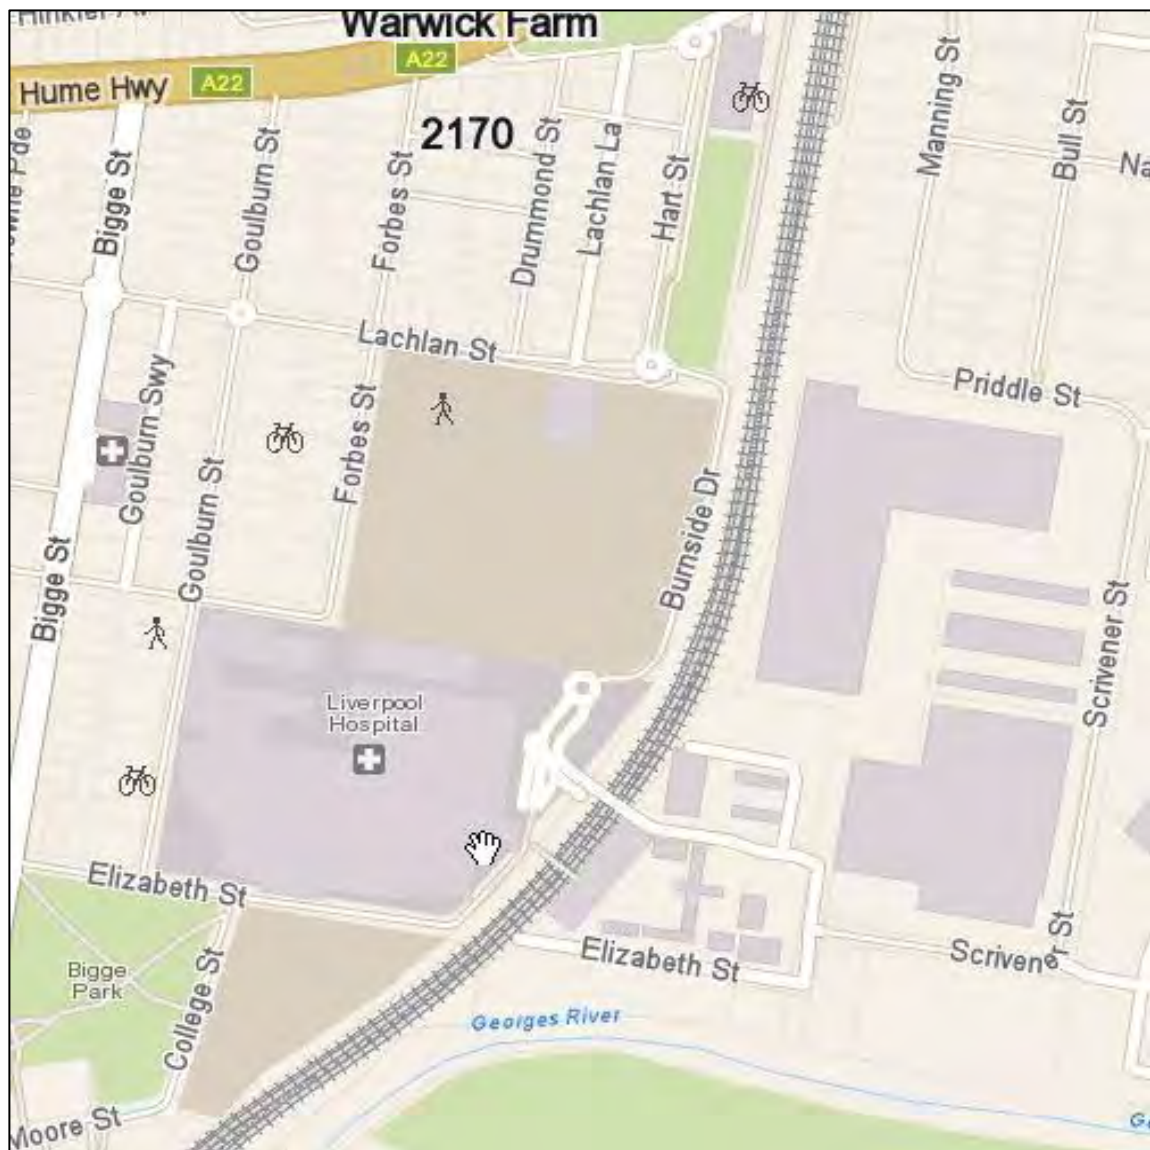 Warwick Farm
A22
A22
Hume Hwy
2170
Bigge St
Goulburn St
Forbes St
Drummond St
Lachlan La
Hart St
Manning St
Bull St
Lachlan St
Priddle St
Goulburn Swy
Forbes St
Goulburn St
Burnside Dr
Bigge St
Scrivener St
Liverpool
Hospital
Elizabeth St
Elizabeth St
Scrivener St
Bigge
Park
College St
Georges River
Moore St